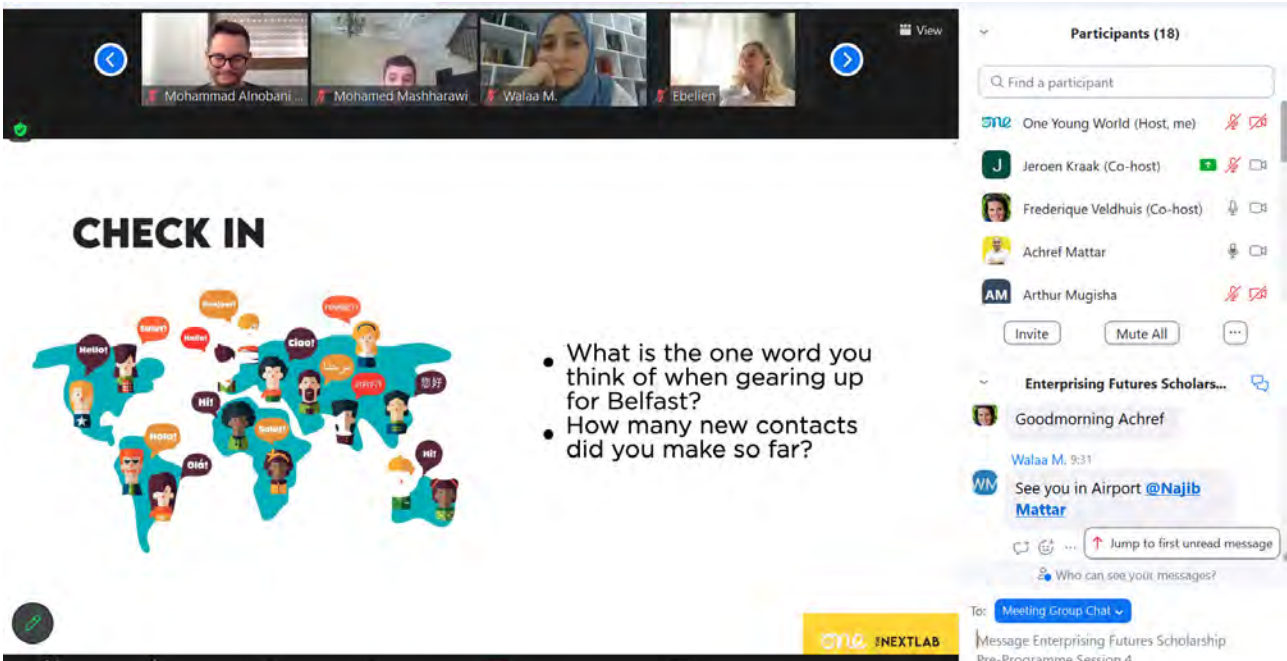 View
Mohammad Alnobani ...
Mohamed Mashharawi
Walaa M.
Ebelien
CHECK IN
Bonjour!
Salut!
Hello!
Hello!
Ciao!
Hi!
Hola!
Olá!
Salut!
مرحبا
您好
Hi!
• What is the one word you
think of when gearing up
for Belfast?
• How many new contacts
did you make so far?
one
THE NEXTLAB
Participants (18)
Find a participant
one One Young World (Host, me)
J Jeroen Kraak (Co-host)
Frederique Veldhuis (Co-host)
Achref Mattar
AM Arthur Mugisha
Invite
Mute All
...
Enterprising Futures Scholars...
Goodmorning Achref
Walaa M. 9:31
WM
See you in Airport @Najib
Mattar
...
Jump to first unread message
Who can see your messages?
To: Meeting Group Chat
Message Enterprising Futures Scholarship
Pre-Programme Session 4